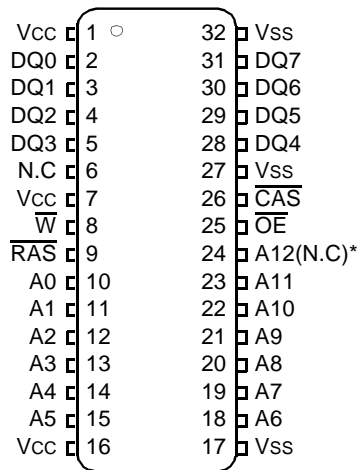 VCC 1 32 VSS
DQ0 2 31 DQ7
DQ1 3 30 DQ6
DQ2 4 29 DQ5
DQ3 5 28 DQ4
N.C 6 27 VSS
VCC 7 26 C̅A̅S̅
W̅ 8 25 O̅E̅
R̅A̅S̅ 9 24 A12(N.C)*
A0 10 23 A11
A1 11 22 A10
A2 12 21 A9
A3 13 20 A8
A4 14 19 A7
A5 15 18 A6
VCC 16 17 VSS